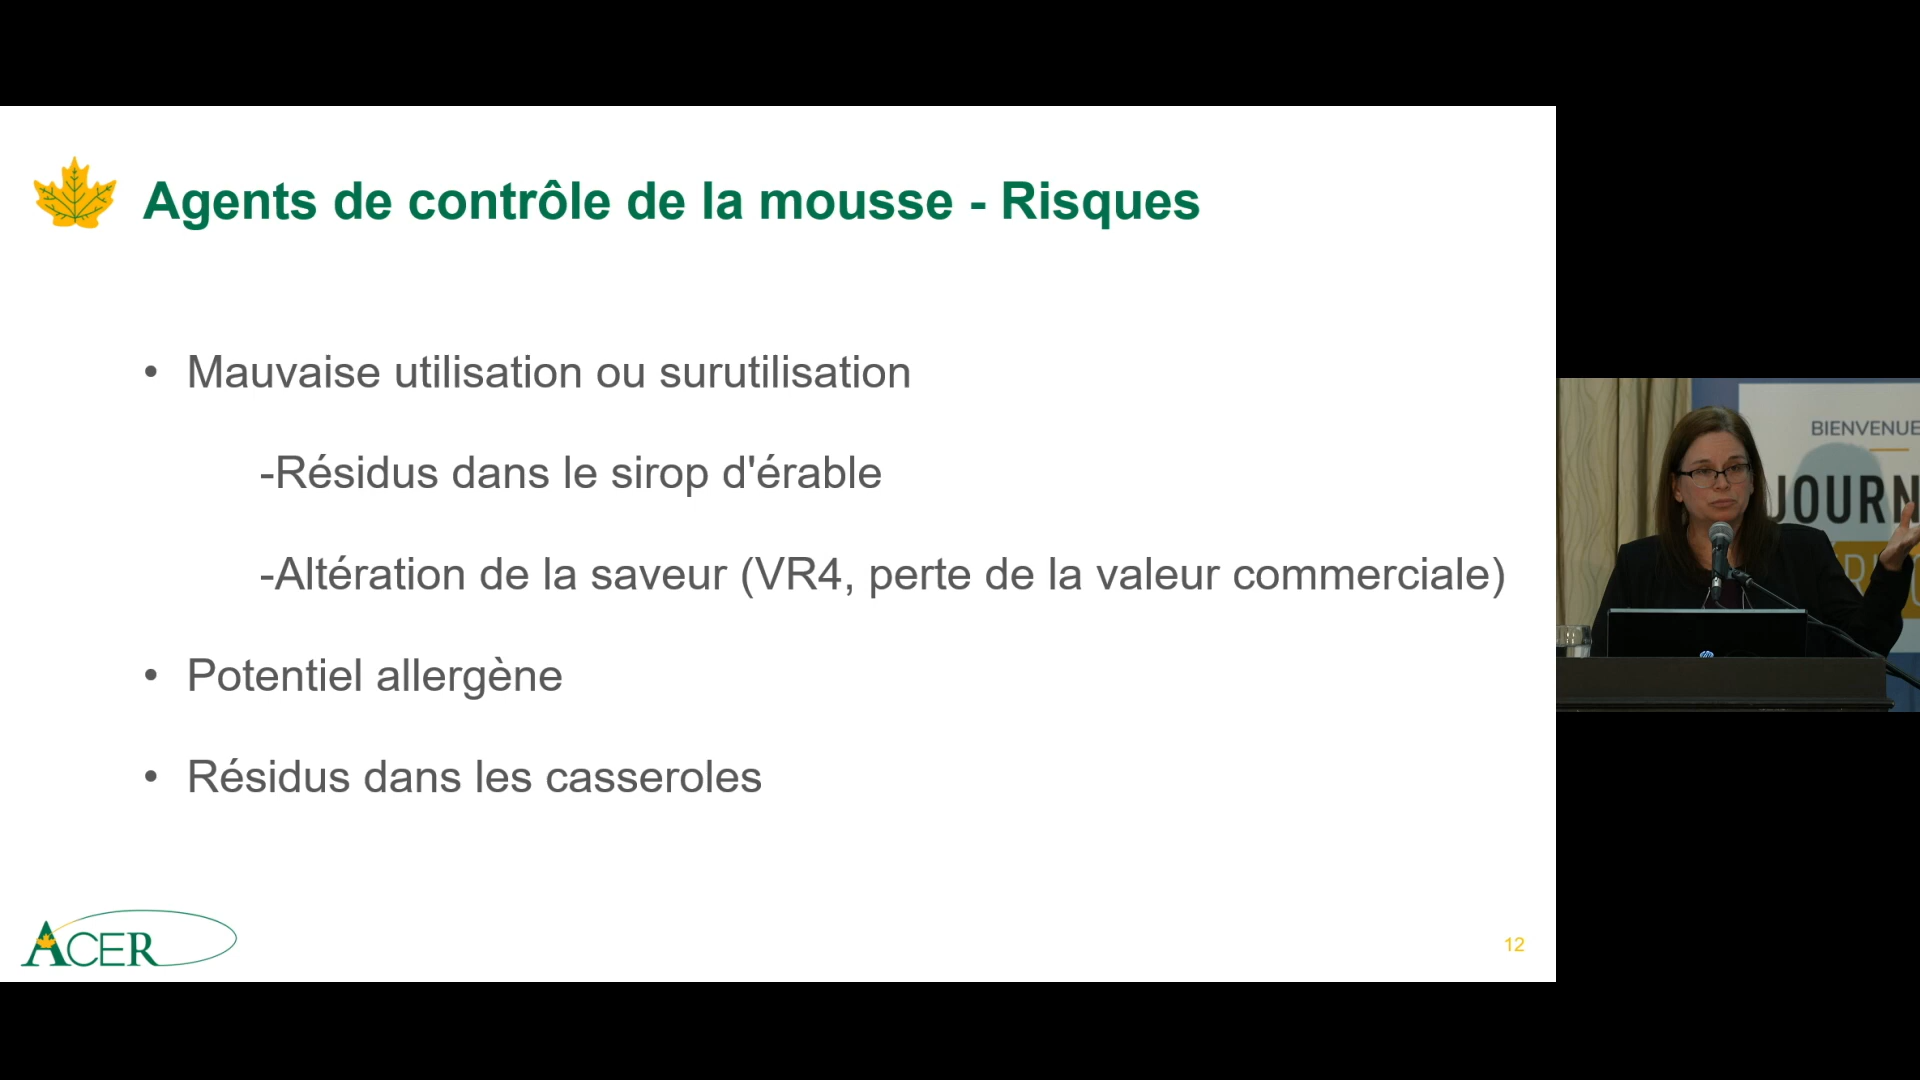 Agents de contrôle de la mousse - Risques
• Mauvaise utilisation ou surutilisation
-Résidus dans le sirop d'érable
-Altération de la saveur (VR4, perte de la valeur commerciale)
• Potentiel allergène
• Résidus dans les casseroles
ACER
12
BIENVENUE
JOURN